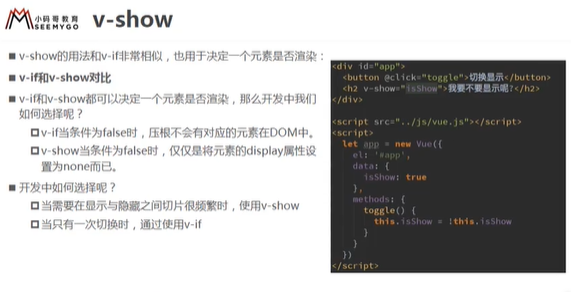 小码哥教育
SEEMYGO
v-show
v-show的用法和v-if非常相似，也用于决定一个元素是否渲染：
v-if和v-show对比
v-if和v-show都可以决定一个元素是否渲染，那么开发中我们
如何选择呢？
v-if当条件为false时，压根不会有对应的元素在DOM中。
v-show当条件为false时，仅仅是将元素的display属性设
置为none而已。
开发中如何选择呢？
当需要在显示与隐藏之间切片很频繁时，使用v-show
当只有一次切换时，通过使用v-if
<div id="app">
<button @click="toggle">切换显示</button>
<h2 v-show="isShow">我要不要显示呢?</h2>
</div>
<script src="../js/vue.js"></script>
<script>
let app = new Vue({
el: '#app',
data: {
isShow: true
},
methods: {
toggle() {
this.isShow = !this.isShow
}
}
})
</script>